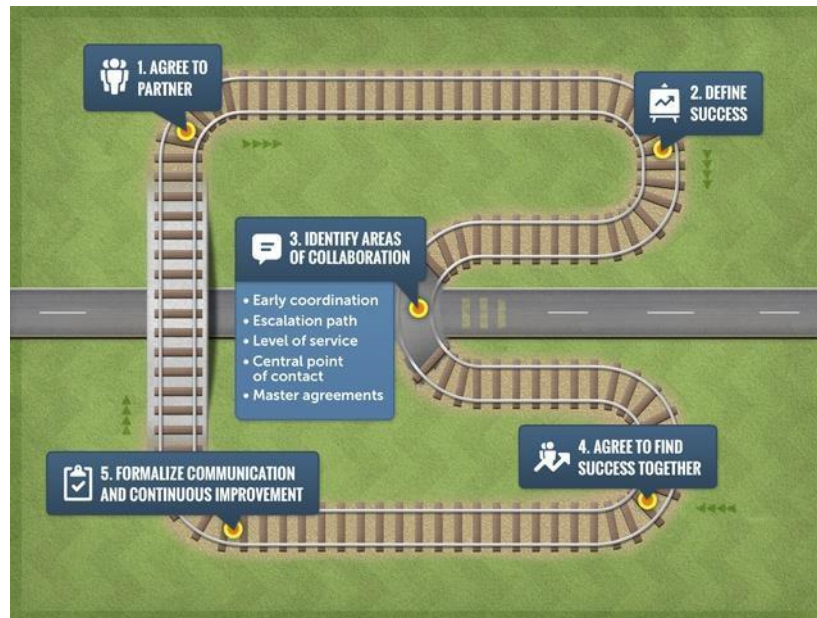 1. AGREE TO
PARTNER
2. DEFINE
SUCCESS
3. IDENTIFY AREAS
OF COLLABORATION
• Early coordination
• Escalation path
• Level of service
• Central point
of contact
• Master agreements
4. AGREE TO FIND
SUCCESS TOGETHER
5. FORMALIZE COMMUNICATION
AND CONTINUOUS IMPROVEMENT